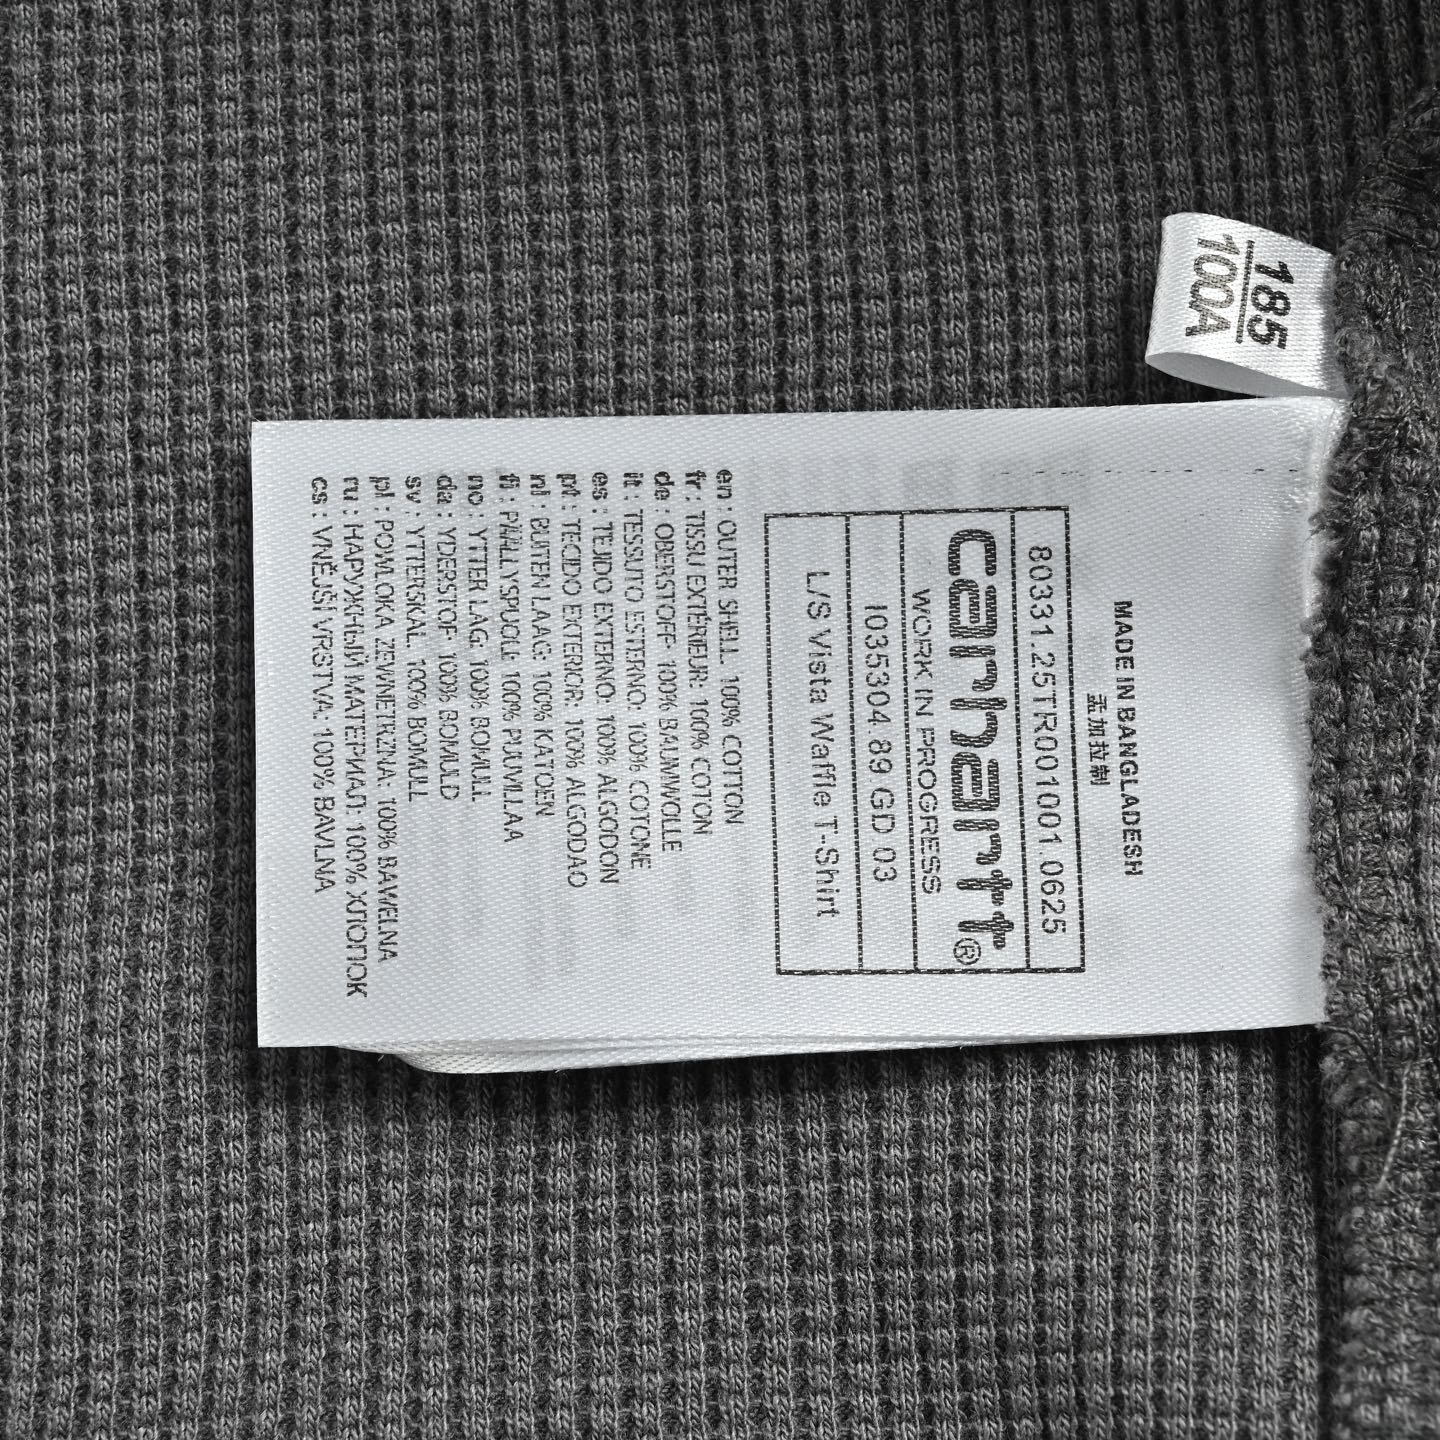 185
100A
MADE IN BANGLADESH
孟加拉制
80331.25TR001001.0625
carhartt®
WORK IN PROGRESS
I035304 89 GD 03
L/S Vista Waffle T-Shirt
en : OUTER SHELL: 100% COTTON
fr : TISSU EXTÉRIEUR: 100% COTON
de : OBERSTOFF: 100% BAUMWOLLE
it : TESSUTO ESTERNO: 100% COTONE
es : TEJIDO EXTERNO: 100% ALGODON
pt : TECIDO EXTERIOR: 100% ALGODAO
nl : BUITEN LAAG: 100% KATOEN
fi : PÄÄLLYSPUOLI: 100% PUUVILLAA
no : YTTER LAG: 100% BOMULL
da : YDERSTOF: 100% BOMULD
sv : YTTERSKAL: 100% BOMULL
pl : POWLOKA ZEWNETRZNA: 100% BAWELNA
ru : НАРУЖНЫЙ МАТЕРИАЛ: 100% ХЛОПОК
cs : VNĚJŠÍ VRSTVA: 100% BAVLNA